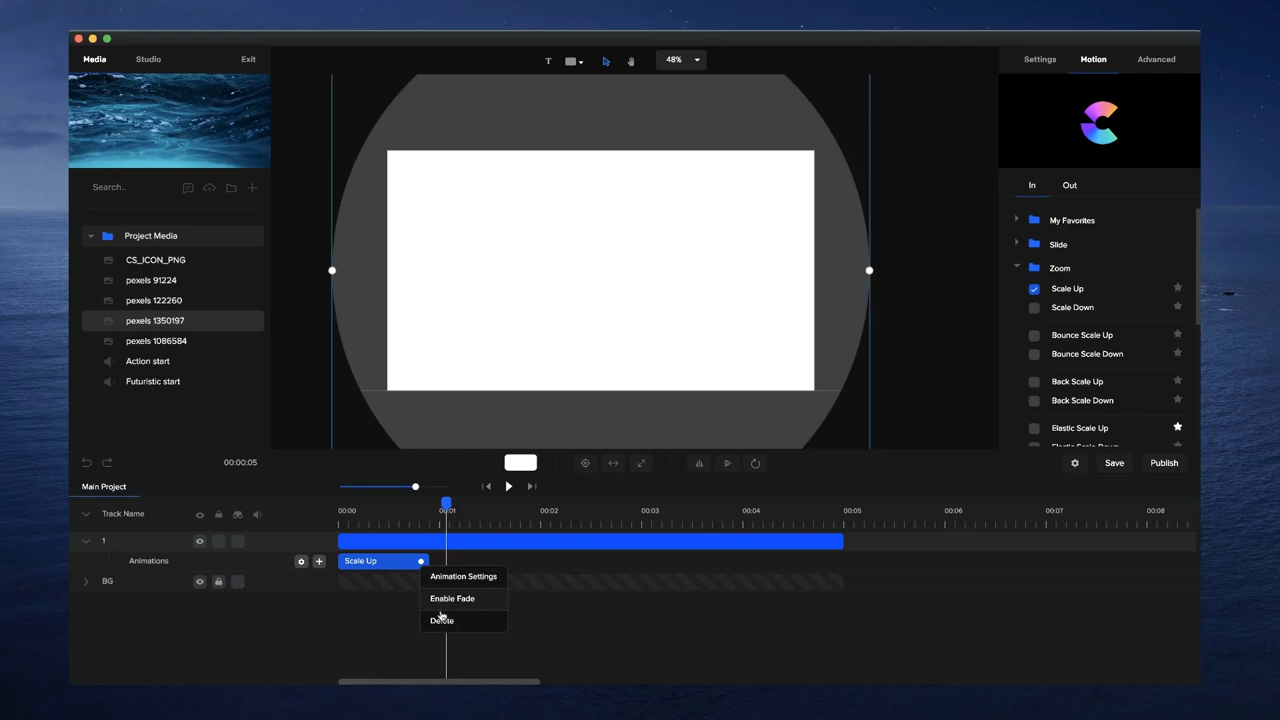 Media
Studio
Exit
T
48%
Settings
Motion
Advanced
Search..
Project Media
CS_ICON_PNG
pexels 91224
pexels 122260
pexels 1350197
pexels 1086584
Action start
Futuristic start
In
Out
My Favorites
Slide
Zoom
Scale Up
Scale Down
Bounce Scale Up
Bounce Scale Down
Back Scale Up
Back Scale Down
Elastic Scale Up
Elastic Scale Down
00:00:05
Save
Publish
Main Project
Track Name
00:00
00:01
00:02
00:03
00:04
00:05
00:06
00:07
00:08
1
Animations
Scale Up
BG
Animation Settings
Enable Fade
Delete